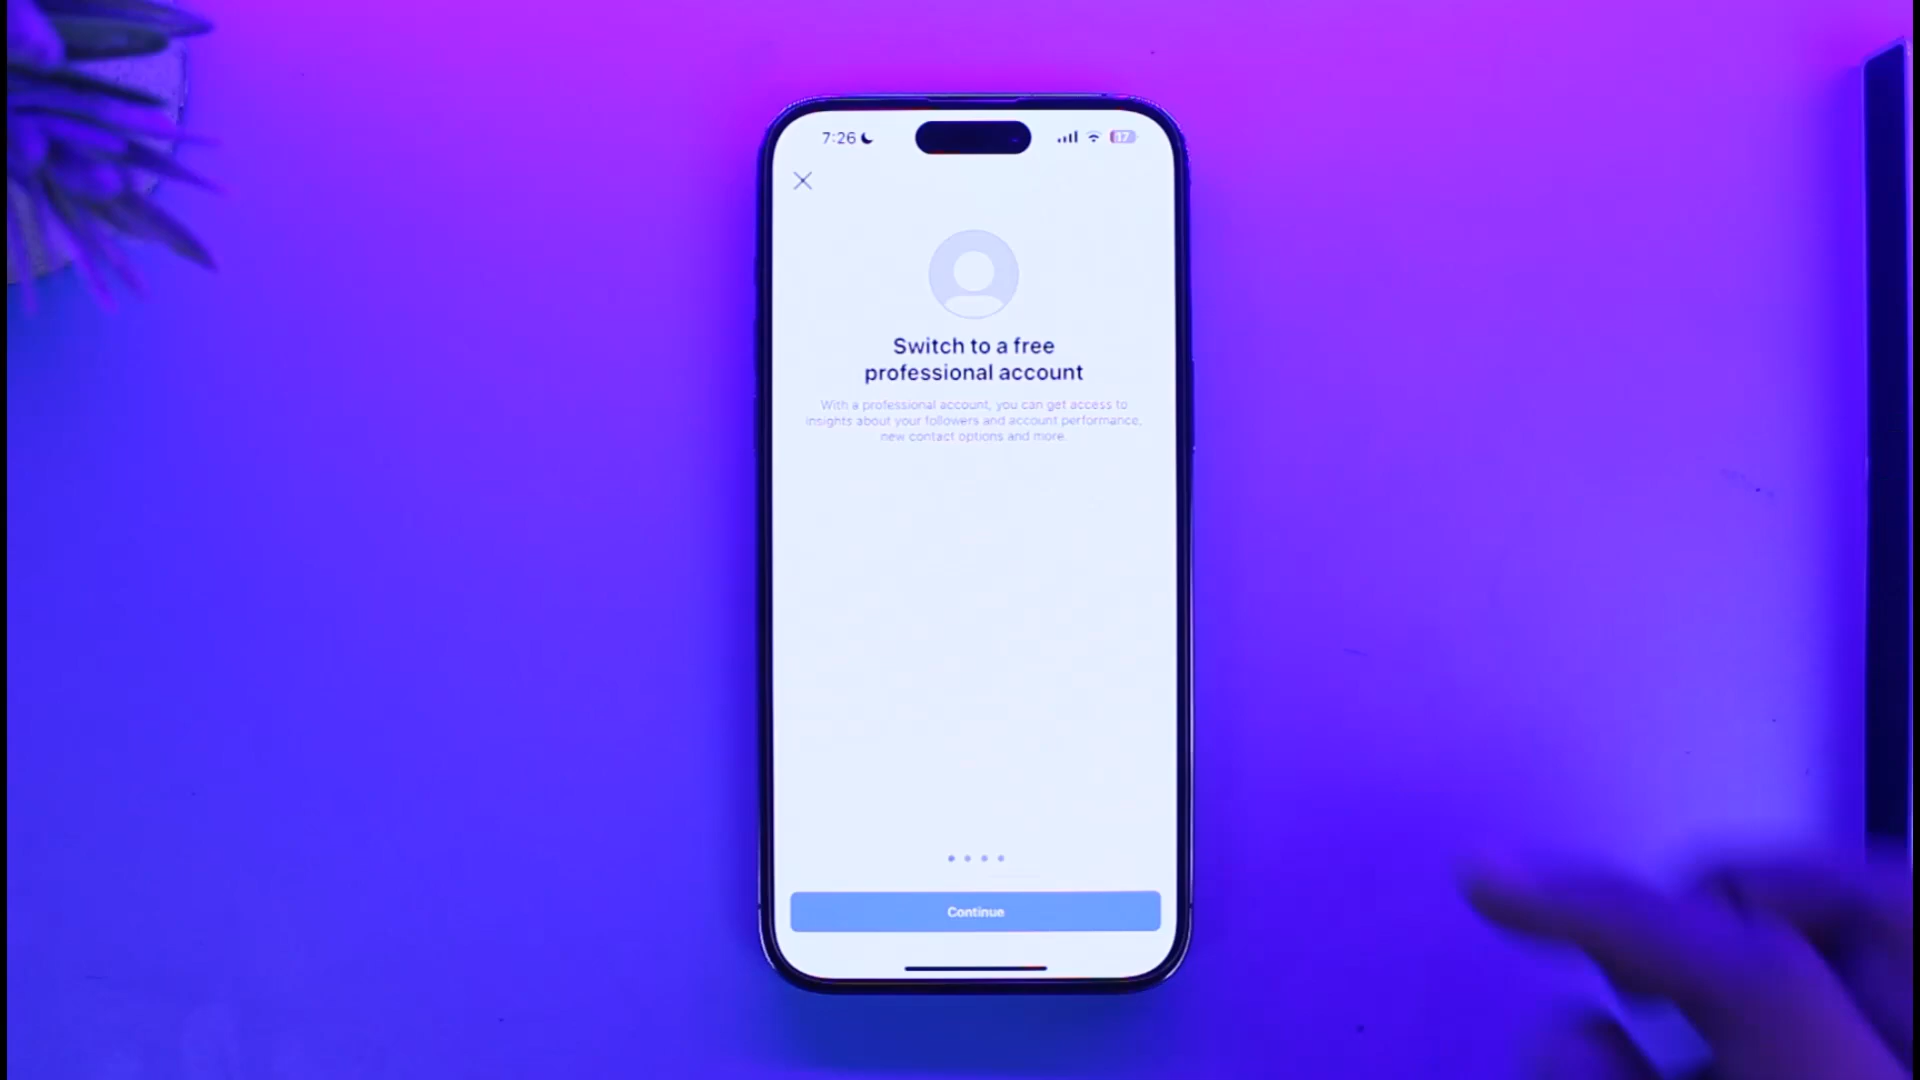 7:26
17
Switch to a free
professional account
With a professional account, you can get access to
insights about your followers and account performance,
new contact options and more.
Continue